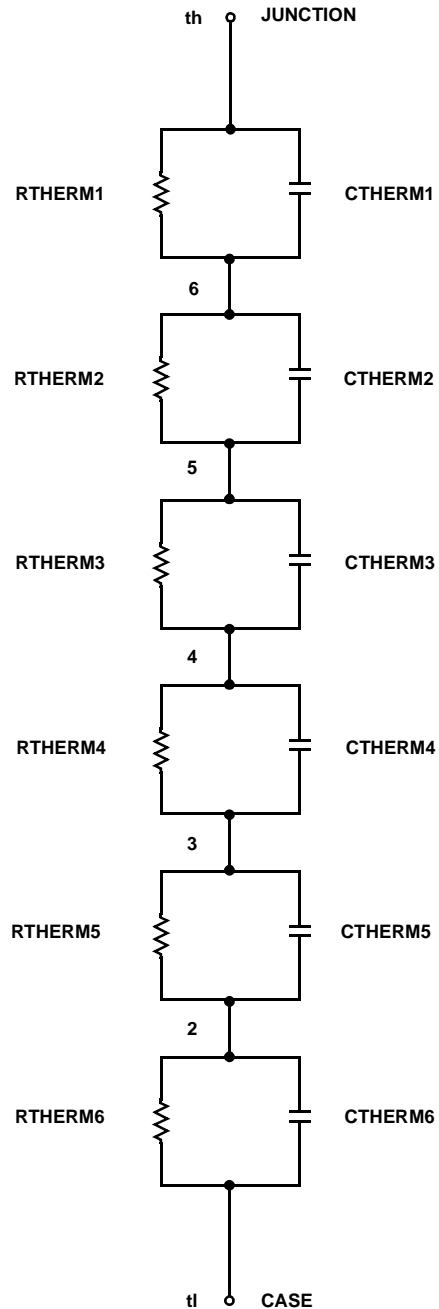 th JUNCTION
RTHERM1 CTHERM1
6
RTHERM2 CTHERM2
5
RTHERM3 CTHERM3
4
RTHERM4 CTHERM4
3
RTHERM5 CTHERM5
2
RTHERM6 CTHERM6
tl CASE